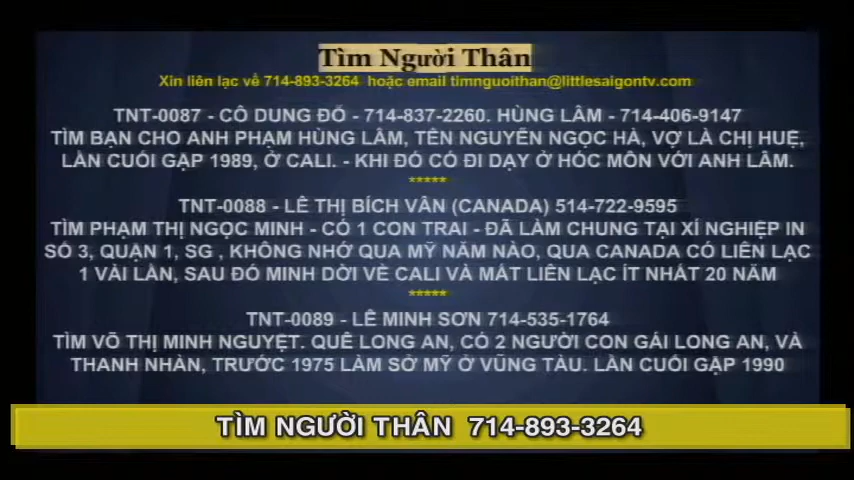 Tìm Người Thân
Xin liên lạc về 714-893-3264 hoặc email timnguoithan@littlesaigontv.com
TNT-0087 - CÔ DUNG ĐỖ - 714-837-2260. HÙNG LÂM - 714-406-9147
TÌM BẠN CHO ANH PHẠM HÙNG LÂM, TÊN NGUYỄN NGỌC HÀ, VỢ LÀ CHỊ HUỆ,
LẦN CUỐI GẶP 1989, Ở CALI. - KHI ĐÓ CÓ ĐI DẠY Ở HÓC MÔN VỚI ANH LÂM.
*****
TNT-0088 - LÊ THỊ BÍCH VÂN (CANADA) 514-722-9595
TÌM PHẠM THỊ NGỌC MINH - CÓ 1 CON TRAI - ĐÃ LÀM CHUNG TẠI XÍ NGHIỆP IN
SỐ 3, QUẬN 1, SG , KHÔNG NHỚ QUA MỸ NĂM NÀO, QUA CANADA CÓ LIÊN LẠC
1 VÀI LẦN, SAU ĐÓ MINH DỜI VỀ CALI VÀ MẤT LIÊN LẠC ÍT NHẤT 20 NĂM
*****
TNT-0089 - LÊ MINH SƠN 714-535-1764
TÌM VÕ THỊ MINH NGUYỆT. QUÊ LONG AN, CÓ 2 NGƯỜI CON GÁI LONG AN, VÀ
THANH NHÀN, TRƯỚC 1975 LÀM SỞ MỸ Ở VŨNG TÀU. LẦN CUỐI GẶP 1990
TÌM NGƯỜI THÂN 714-893-3264